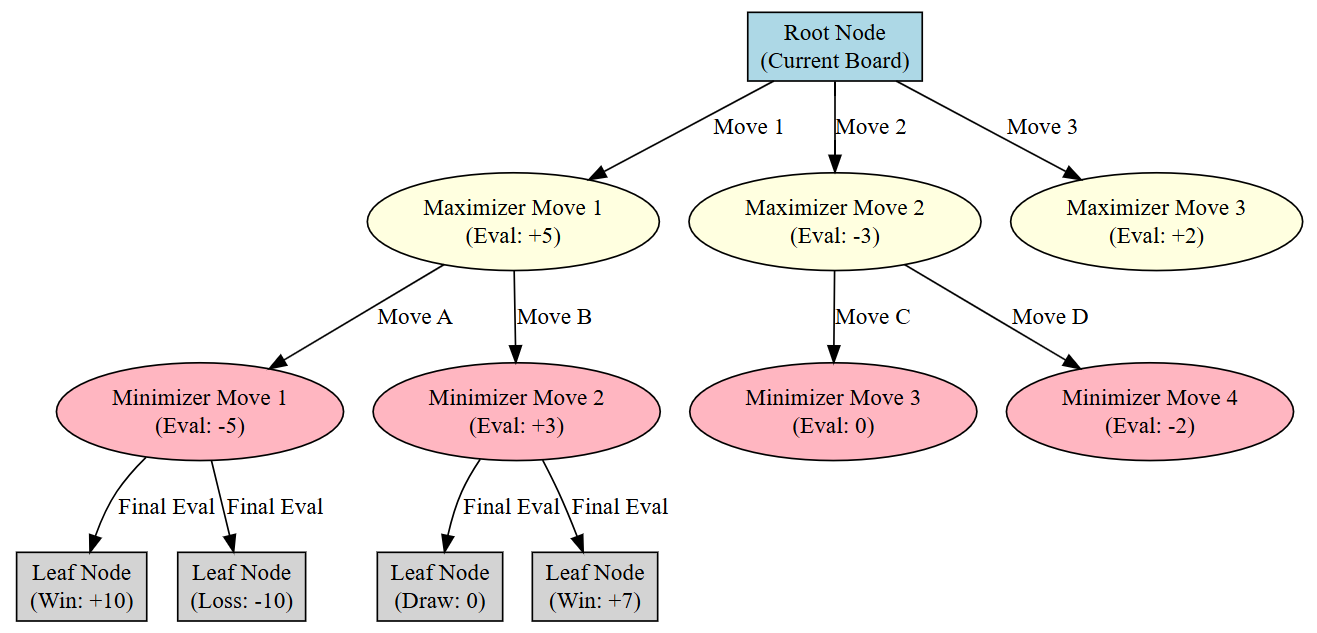 Root Node
(Current Board)
Move 1
Move 2
Move 3
Maximizer Move 1
(Eval: +5)
Maximizer Move 2
(Eval: -3)
Maximizer Move 3
(Eval: +2)
Move A
Move B
Move C
Move D
Minimizer Move 1
(Eval: -5)
Minimizer Move 2
(Eval: +3)
Minimizer Move 3
(Eval: 0)
Minimizer Move 4
(Eval: -2)
Final Eval
Final Eval
Final Eval
Final Eval
Leaf Node
(Win: +10)
Leaf Node
(Loss: -10)
Leaf Node
(Draw: 0)
Leaf Node
(Win: +7)